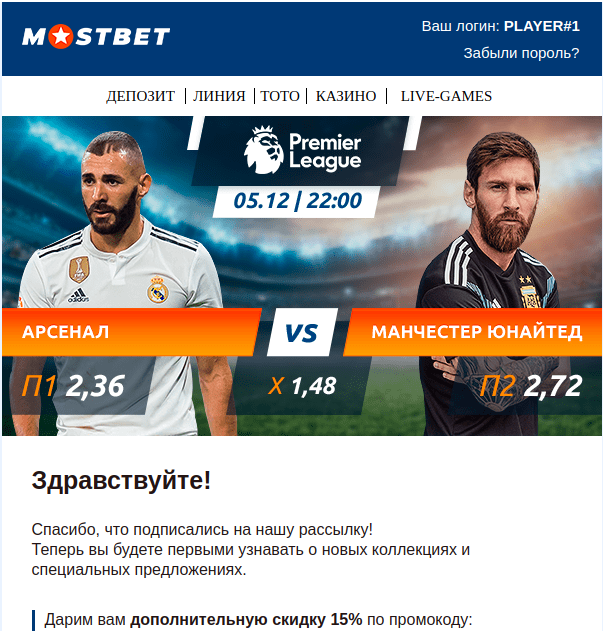 MOSTBET
Ваш логин: PLAYER#1
Забыли пороль?
ДЕПОЗИТ | ЛИНИЯ | ТОТО | КАЗИНО | LIVE-GAMES
Premier
League
05.12 | 22:00
adidas
АРСЕНАЛ
VS
МАНЧЕСТЕР ЮНАЙТЕД
П1 2,36
X 1,48
П2 2,72
Здравствуйте!
Спасибо, что подписались на нашу рассылку!
Теперь вы будете первыми узнавать о новых коллекциях и
специальных предложениях.
Дарим вам дополнительную скидку 15% по промокоду: